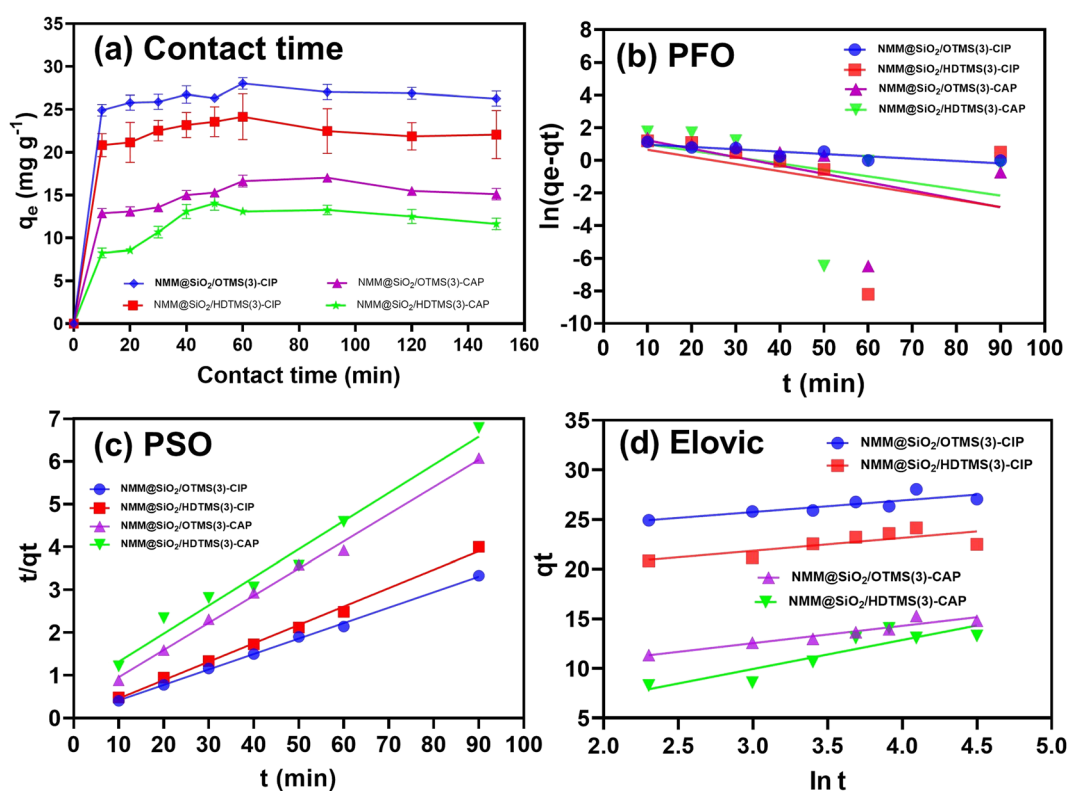 (a) Contact time
qe (mg g⁻¹)
35
30
25
20
15
10
5
0
NMM@SiO₂/OTMS(3)-CIP
NMM@SiO₂/OTMS(3)-CAP
NMM@SiO₂/HDTMS(3)-CIP
NMM@SiO₂/HDTMS(3)-CAP
0 20 40 60 80 100 120 140 160
Contact time (min)
(b) PFO
ln(qe-qt)
NMM@SiO₂/OTMS(3)-CIP
NMM@SiO₂/HDTMS(3)-CIP
NMM@SiO₂/OTMS(3)-CAP
NMM@SiO₂/HDTMS(3)-CAP
8
6
4
2
0
-2
-4
-6
-8
-10
0 10 20 30 40 50 60 70 80 90 100
t (min)
(c) PSO
t/qt
7
6
5
4
3
2
1
0
NMM@SiO₂/OTMS(3)-CIP
NMM@SiO₂/HDTMS(3)-CIP
NMM@SiO₂/OTMS(3)-CAP
NMM@SiO₂/HDTMS(3)-CAP
0 10 20 30 40 50 60 70 80 90 100
t (min)
(d) Elovic
qt
35
30
25
20
15
10
5
NMM@SiO₂/OTMS(3)-CIP
NMM@SiO₂/HDTMS(3)-CIP
NMM@SiO₂/OTMS(3)-CAP
NMM@SiO₂/HDTMS(3)-CAP
2.0 2.5 3.0 3.5 4.0 4.5 5.0
ln t